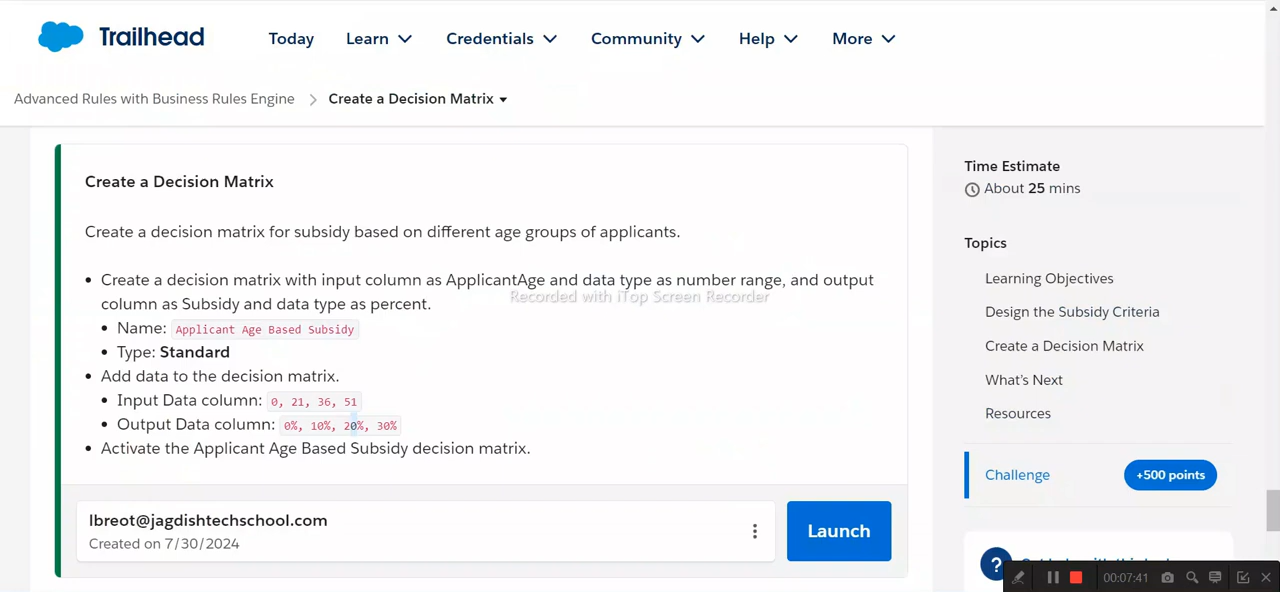 Trailhead
Today Learn Credentials Community Help More
Advanced Rules with Business Rules Engine > Create a Decision Matrix
Create a Decision Matrix
Create a decision matrix for subsidy based on different age groups of applicants.
• Create a decision matrix with input column as ApplicantAge and data type as number range, and output
column as Subsidy and data type as percent.
• Name: Applicant Age Based Subsidy
• Type: Standard
• Add data to the decision matrix.
• Input Data column: 0, 21, 36, 51
• Output Data column: 0%, 10%, 20%, 30%
• Activate the Applicant Age Based Subsidy decision matrix.
lbreot@jagdishtechschool.com
Created on 7/30/2024
Launch
Recorded with iTop Screen Recorder
Time Estimate
About 25 mins
Topics
Learning Objectives
Design the Subsidy Criteria
Create a Decision Matrix
What's Next
Resources
Challenge +500 points
?
00:07:41